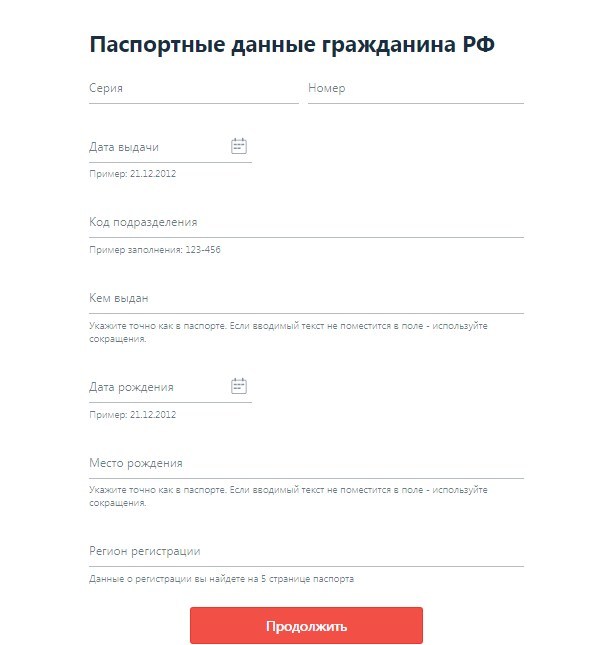 Паспортные данные гражданина РФ
Серия Номер
Дата выдачи
Пример: 21.12.2012
Код подразделения
Пример заполнения: 123-456
Кем выдан
Укажите точно как в паспорте. Если вводимый текст не поместится в поле - используйте
сокращения.
Дата рождения
Пример: 21.12.2012
Место рождения
Укажите точно как в паспорте. Если вводимый текст не поместится в поле - используйте
сокращения.
Регион регистрации
Данные о регистрации вы найдете на 5 странице паспорта
Продолжить